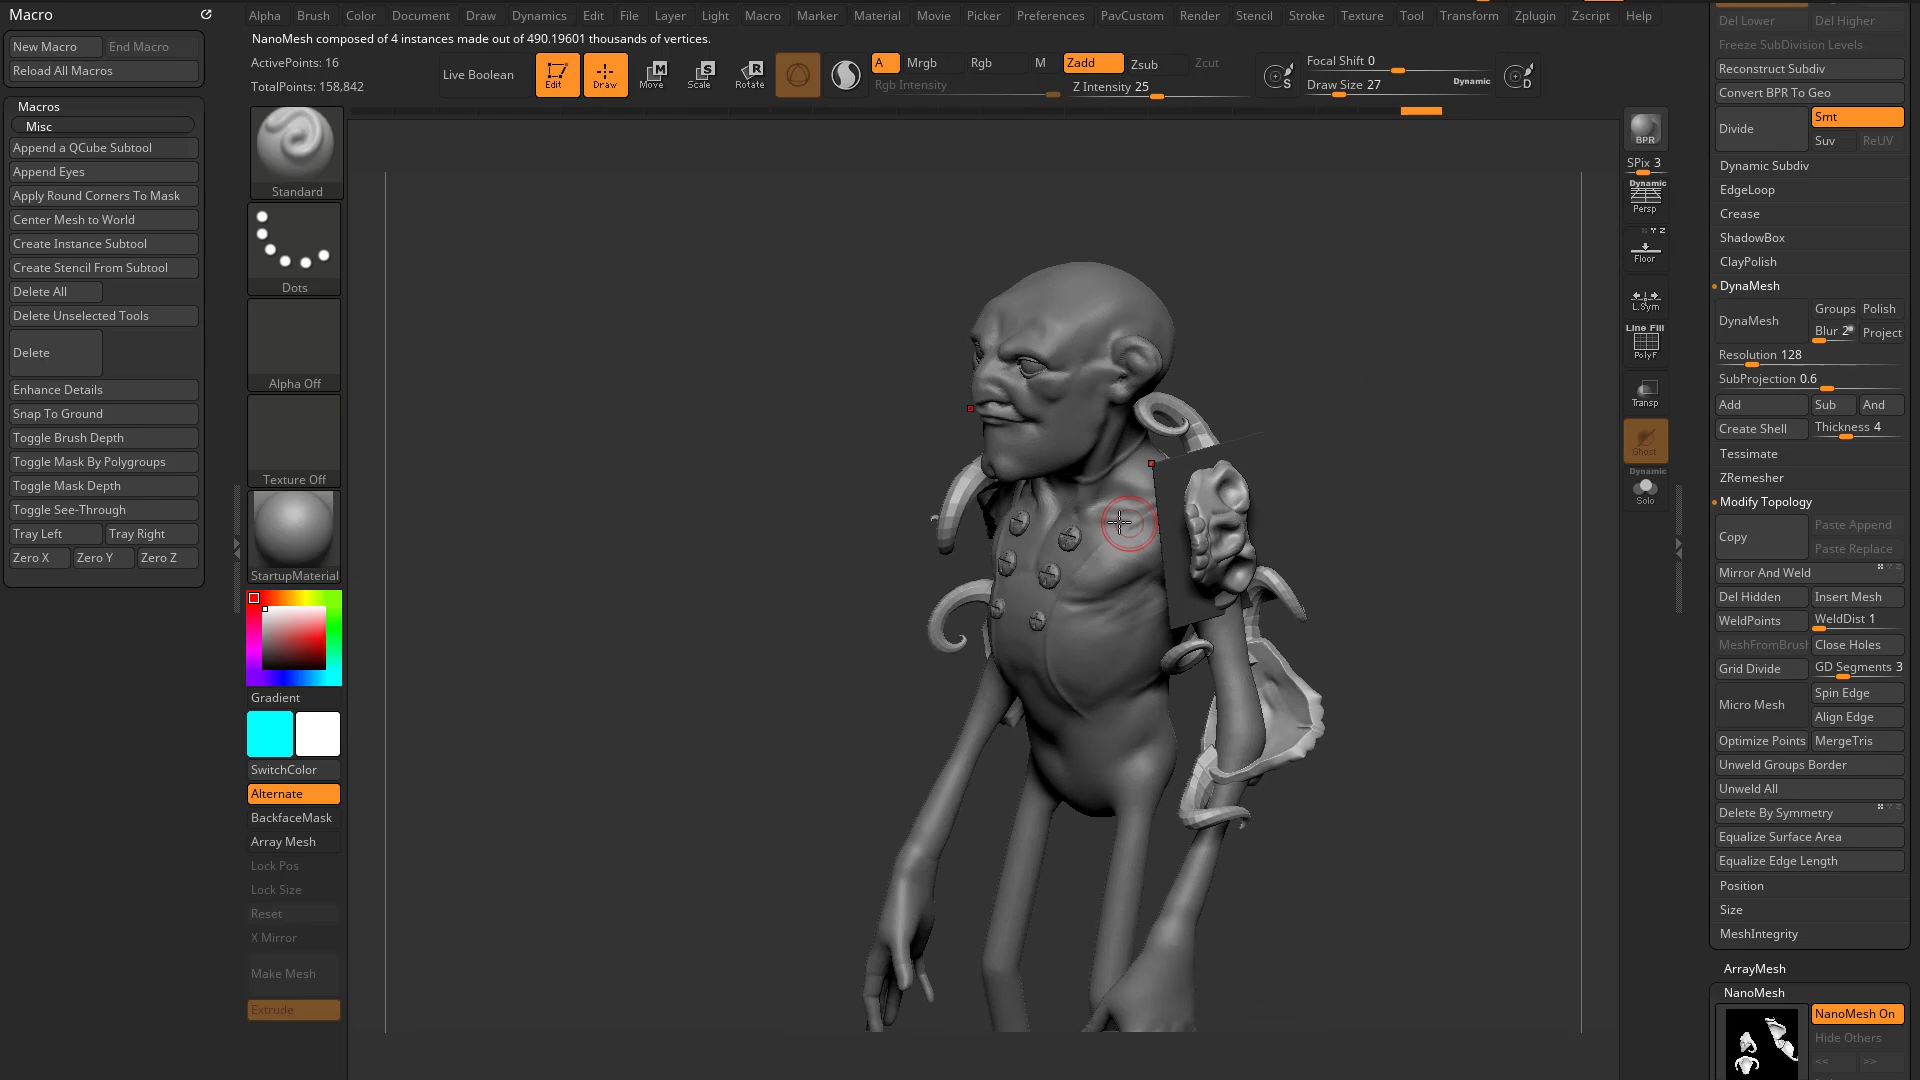 Macro
New Macro
End Macro
Reload All Macros
Macros
Misc
Append a QCube Subtool
Append Eyes
Apply Round Corners To Mask
Center Mesh to World
Create Instance Subtool
Create Stencil From Subtool
Delete All
Delete Unselected Tools
Delete
Enhance Details
Snap To Ground
Toggle Brush Depth
Toggle Mask By Polygroups
Toggle Mask Depth
Toggle See-Through
Tray Left
Tray Right
Zero X
Zero Y
Zero Z
Alpha Brush Color Document Draw Dynamics Edit File Layer Light Macro Marker Material Movie Picker Preferences PavCustom Render Stencil Stroke Texture Tool Transform Zplugin Zscript Help
NanoMesh composed of 4 instances made out of 490.19601 thousands of vertices.
ActivePoints: 16
TotalPoints: 158,842
Live Boolean
Edit
Draw
Move
Scale
Rotate
A
Mrgb
Rgb
M
Zadd
Zsub
Zcut
Rgb Intensity
Z Intensity 25
S
Focal Shift 0
Draw Size 27
Dynamic
D
Standard
Dots
Alpha Off
Texture Off
StartupMaterial
Gradient
SwitchColor
Alternate
BackfaceMask
Array Mesh
Lock Pos
Lock Size
Reset
X Mirror
Make Mesh
Extrude
BPR
SPix 3
Dynamic
Persp
Floor
L.Sym
Line Fill
PolyF
Transp
Ghost
Dynamic
Solo
Del Lower
Del Higher
Freeze SubDivision Levels
Reconstruct Subdiv
Convert BPR To Geo
Divide
Smt
Suv
ReUV
Dynamic Subdiv
EdgeLoop
Crease
ShadowBox
ClayPolish
DynaMesh
DynaMesh
Groups
Polish
Blur 2
Project
Resolution 128
SubProjection 0.6
Add
Sub
And
Create Shell
Thickness 4
Tessimate
ZRemesher
Modify Topology
Copy
Paste Append
Paste Replace
Mirror And Weld
Del Hidden
Insert Mesh
WeldPoints
WeldDist 1
MeshFromBrus
Close Holes
Grid Divide
GD Segments 3
Micro Mesh
Spin Edge
Align Edge
Optimize Points
MergeTris
Unweld Groups Border
Unweld All
Delete By Symmetry
Equalize Surface Area
Equalize Edge Length
Position
Size
MeshIntegrity
ArrayMesh
NanoMesh
NanoMesh On
Hide Others
<<
>>